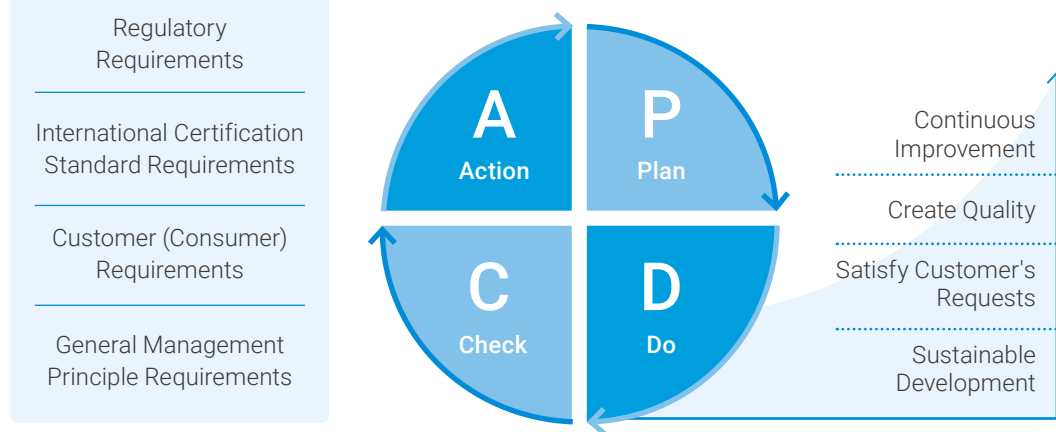 Regulatory
Requirements
International Certification
Standard Requirements
Customer (Consumer)
Requirements
General Management
Principle Requirements
A
Action
P
Plan
C
Check
D
Do
Continuous
Improvement
Create Quality
Satisfy Customer's
Requests
Sustainable
Development